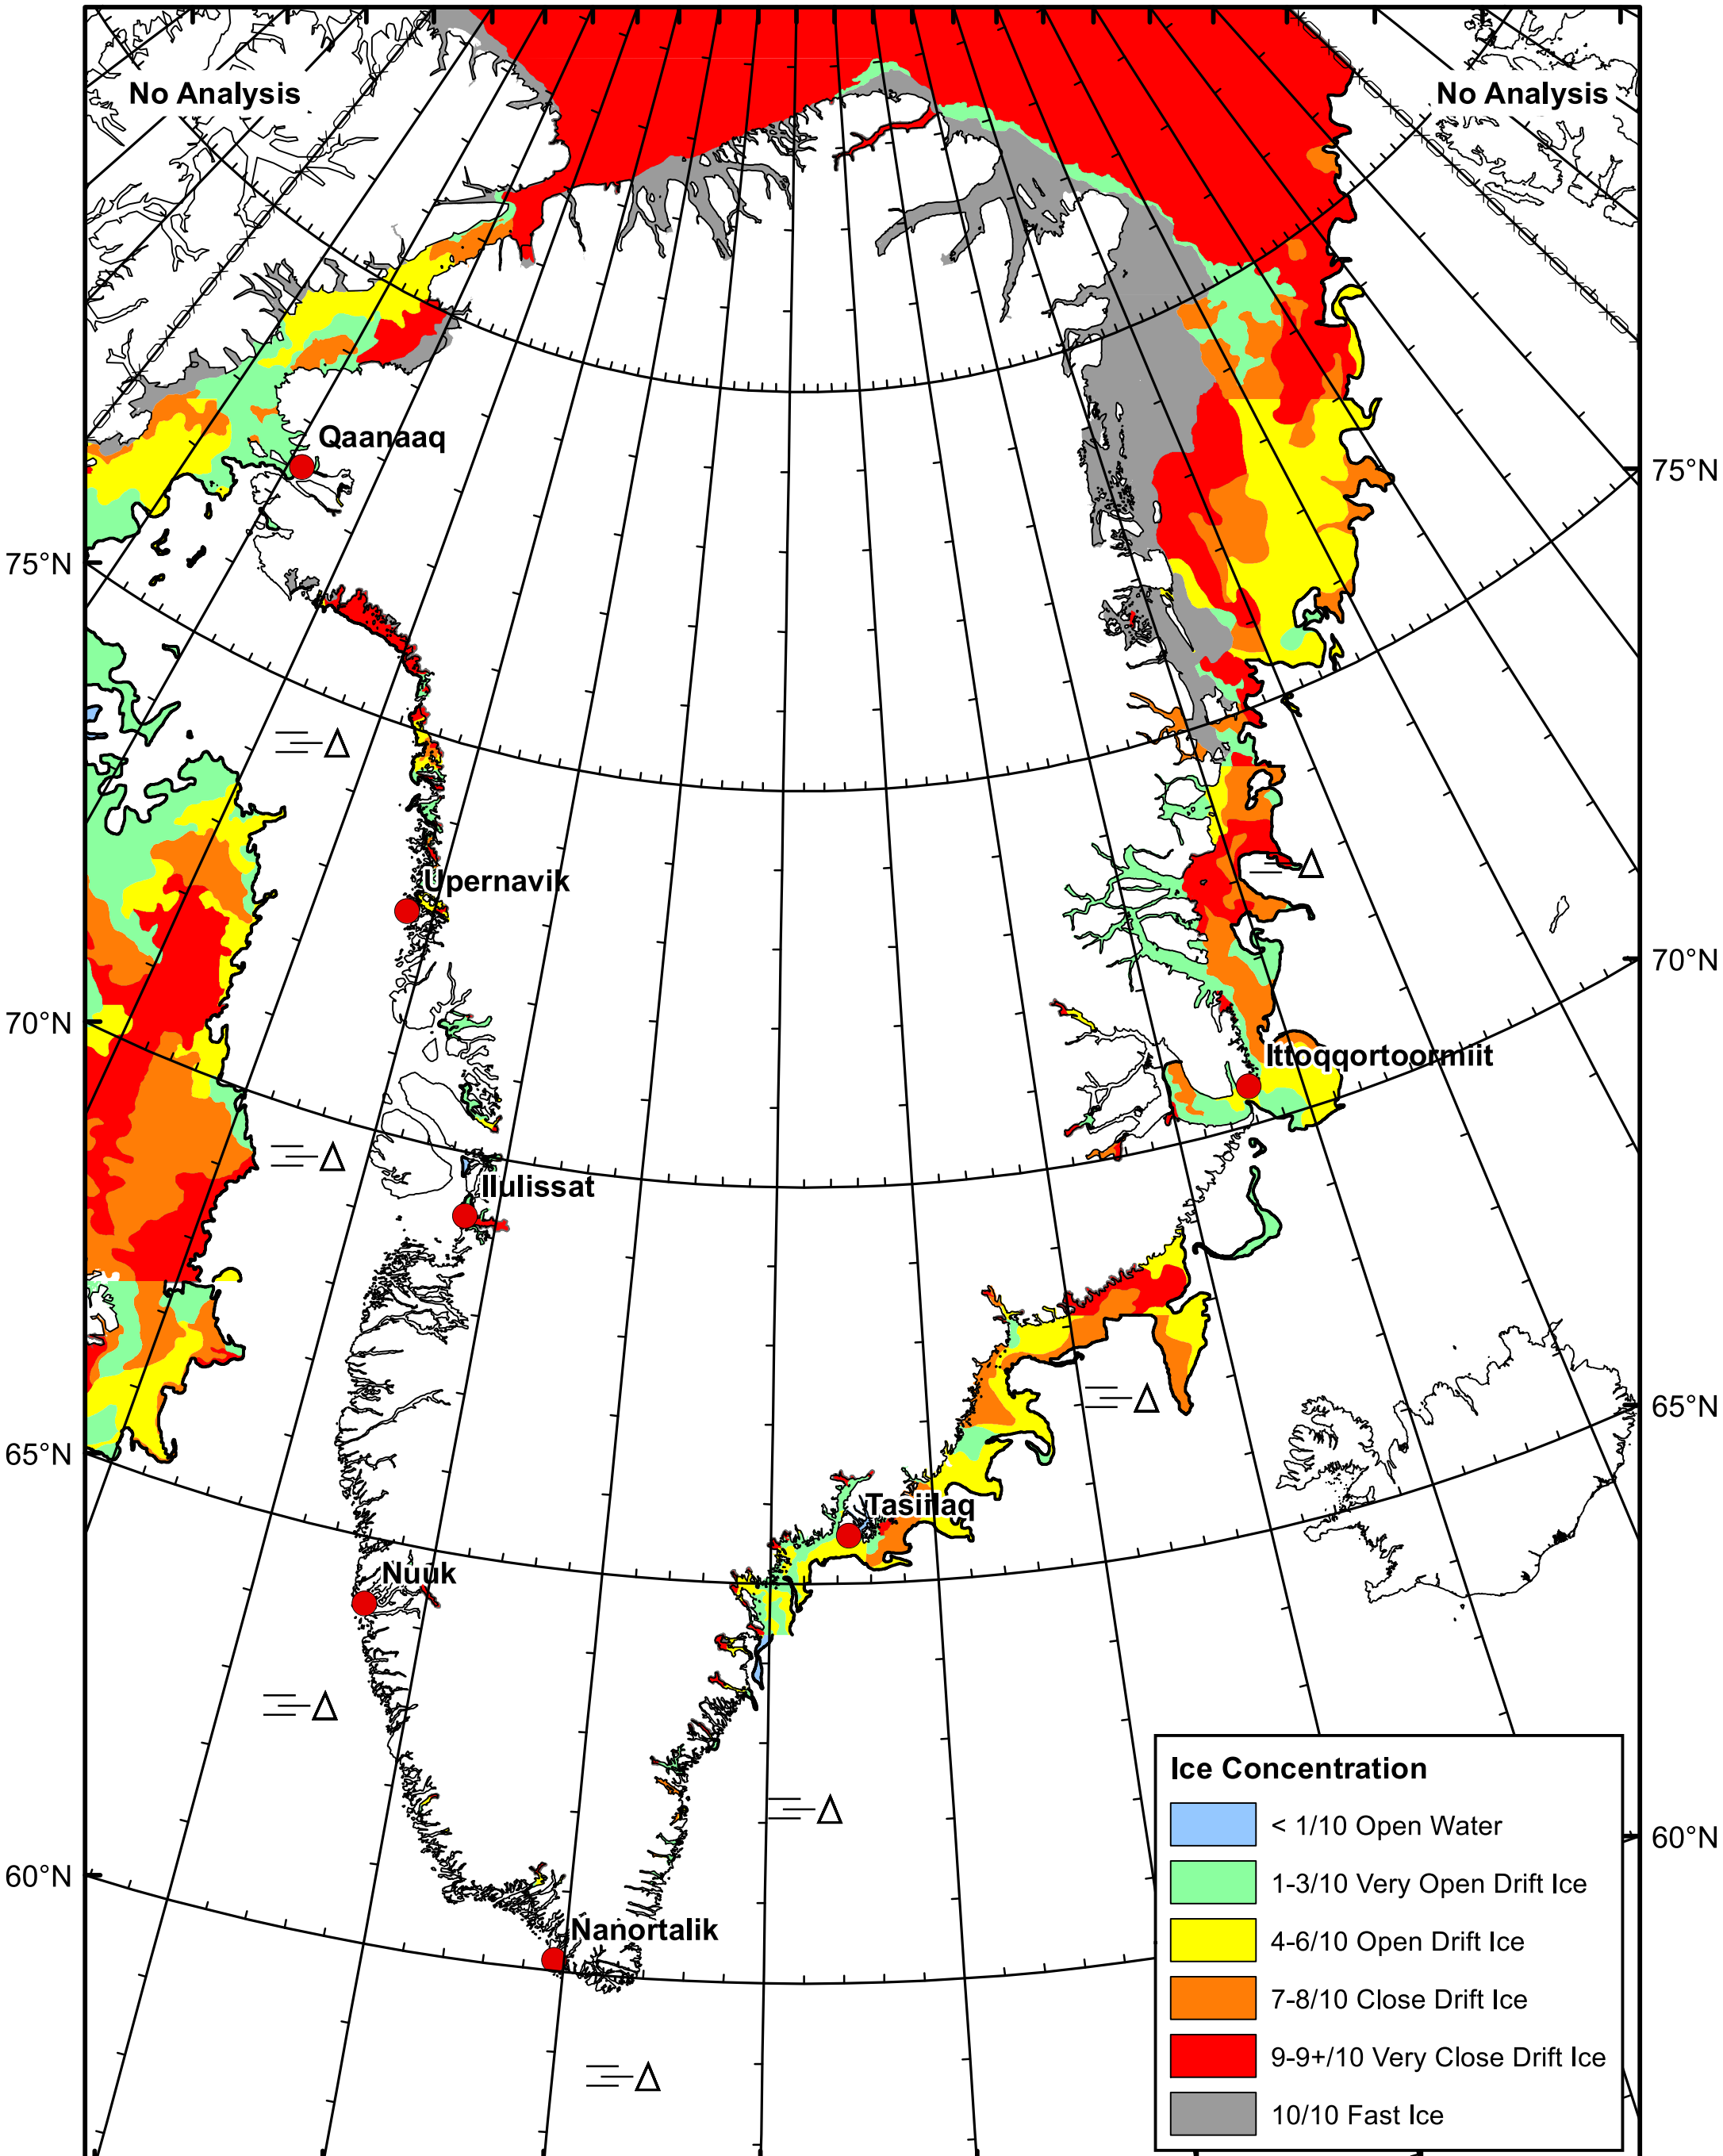 No Analysis
No Analysis
Qaanaaq
75°N
75°N
Upernavik
70°N
70°N
Ittoqqortoormiit
Ilulissat
65°N
65°N
Tasiilaq
Nuuk
60°N
60°N
Nanortalik
Ice Concentration
< 1/10 Open Water
1-3/10 Very Open Drift Ice
4-6/10 Open Drift Ice
7-8/10 Close Drift Ice
9-9+/10 Very Close Drift Ice
10/10 Fast Ice